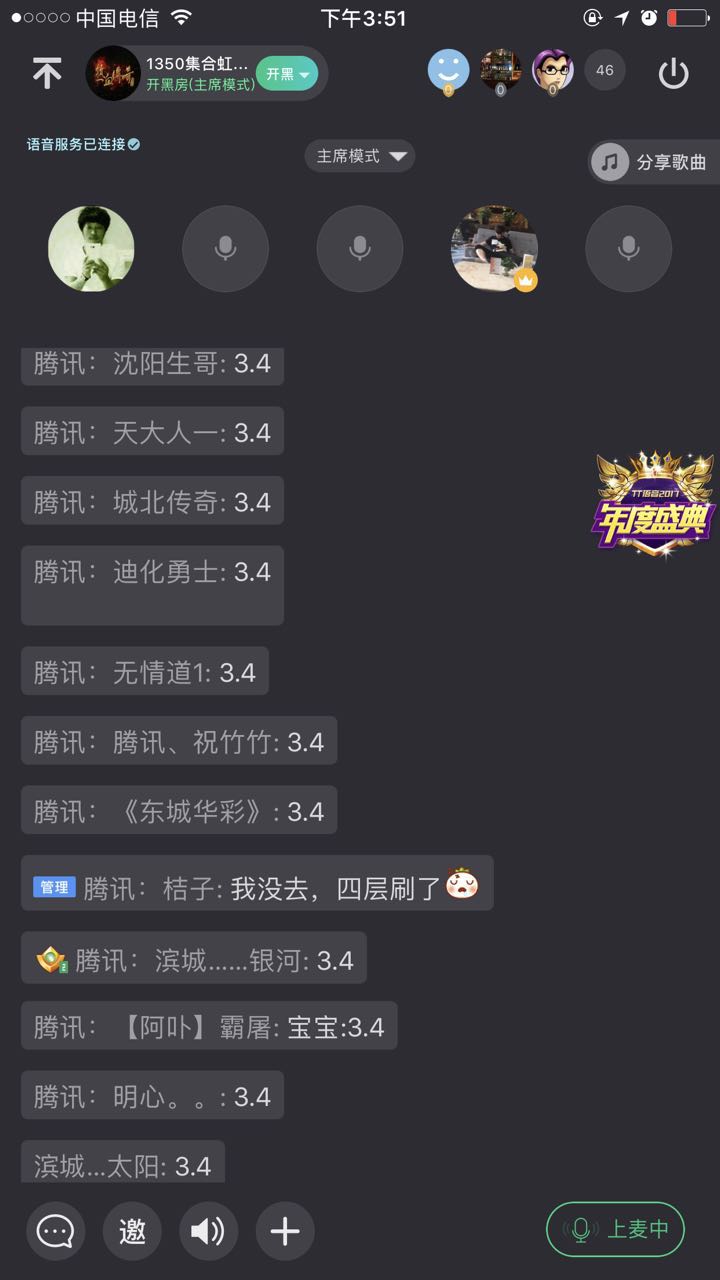 中国电信
下午3:51
1350集合虹...
开黑房(主席模式)
开黑
0
0
0
46
语音服务已连接
主席模式
分享歌曲
腾讯：沈阳生哥: 3.4
腾讯：天大人一: 3.4
腾讯：城北传奇: 3.4
TT语音2017
年度盛典
腾讯：迪化勇士: 3.4
腾讯：无情道1: 3.4
腾讯：腾讯、祝竹竹: 3.4
腾讯：《东城华彩》: 3.4
管理 腾讯：桔子: 我没去，四层刷了
2 腾讯：滨城......银河: 3.4
腾讯：【阿卟】霸屠: 宝宝:3.4
腾讯：明心。。: 3.4
滨城...太阳: 3.4
邀
上麦中